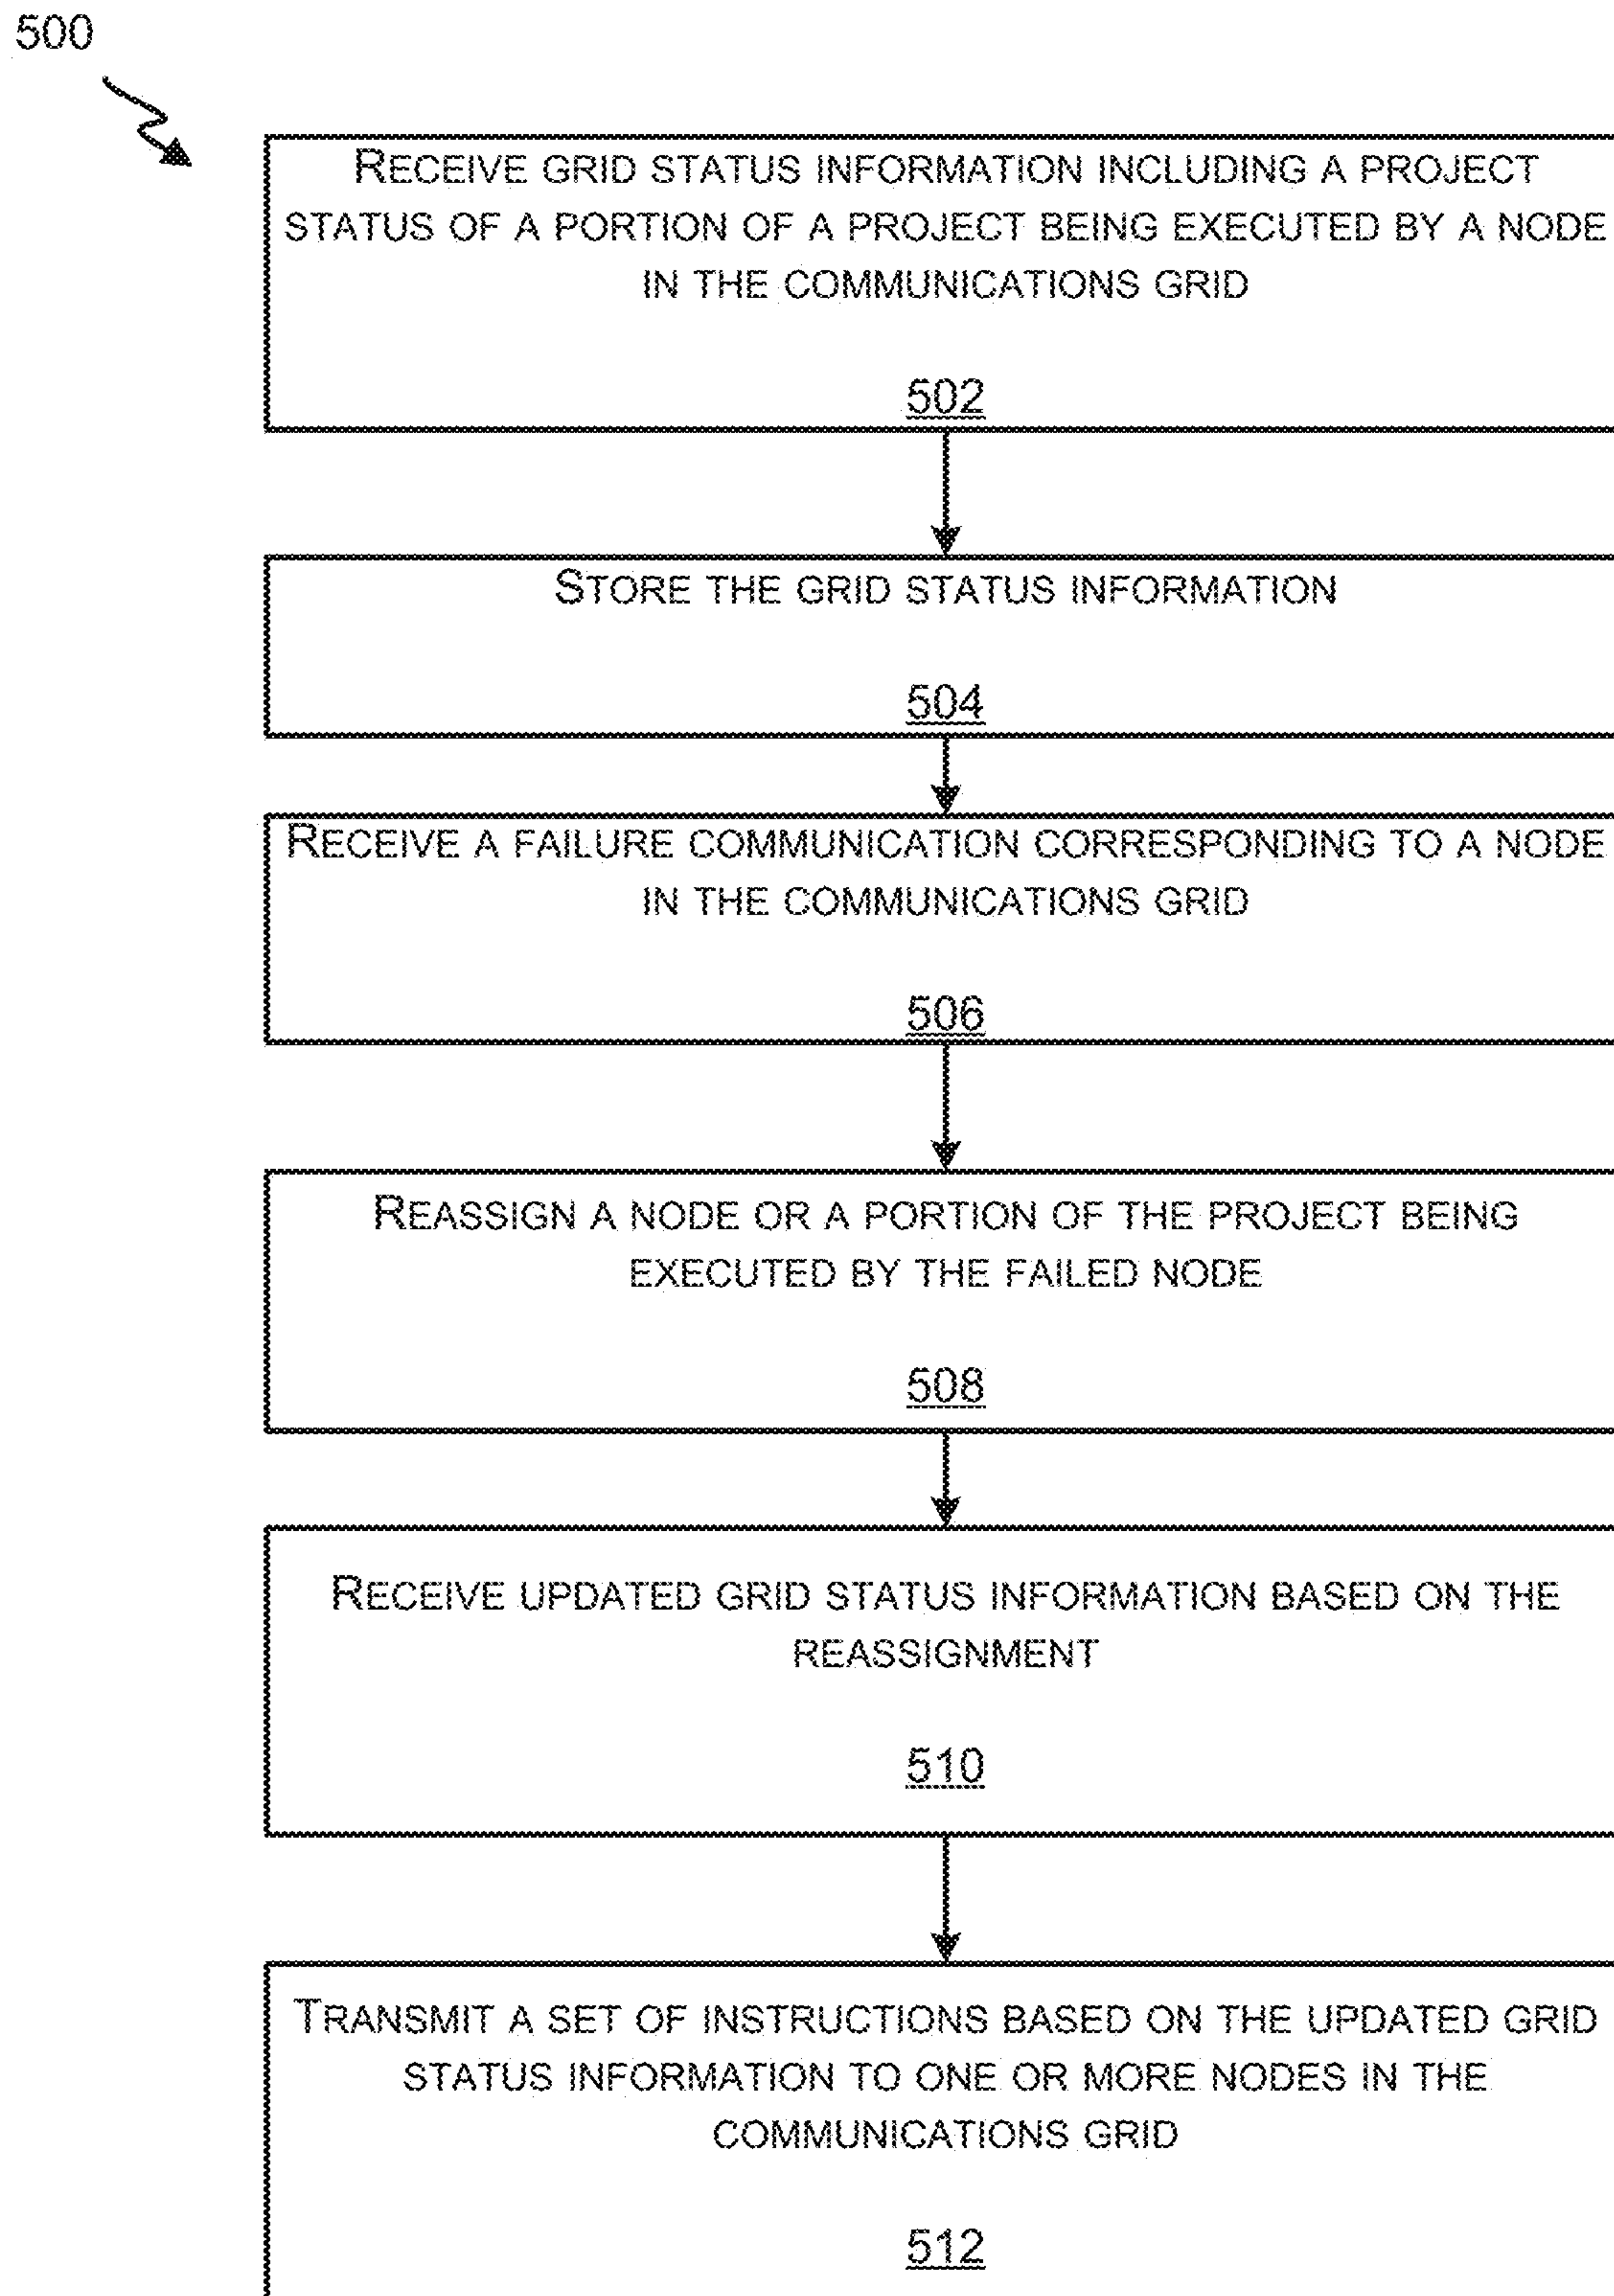 500
RECEIVE GRID STATUS INFORMATION INCLUDING A PROJECT
STATUS OF A PORTION OF A PROJECT BEING EXECUTED BY A NODE
IN THE COMMUNICATIONS GRID
502
STORE THE GRID STATUS INFORMATION
504
RECEIVE A FAILURE COMMUNICATION CORRESPONDING TO A NODE
IN THE COMMUNICATIONS GRID
506
REASSIGN A NODE OR A PORTION OF THE PROJECT BEING
EXECUTED BY THE FAILED NODE
508
RECEIVE UPDATED GRID STATUS INFORMATION BASED ON THE
REASSIGNMENT
510
TRANSMIT A SET OF INSTRUCTIONS BASED ON THE UPDATED GRID
STATUS INFORMATION TO ONE OR MORE NODES IN THE
COMMUNICATIONS GRID
512